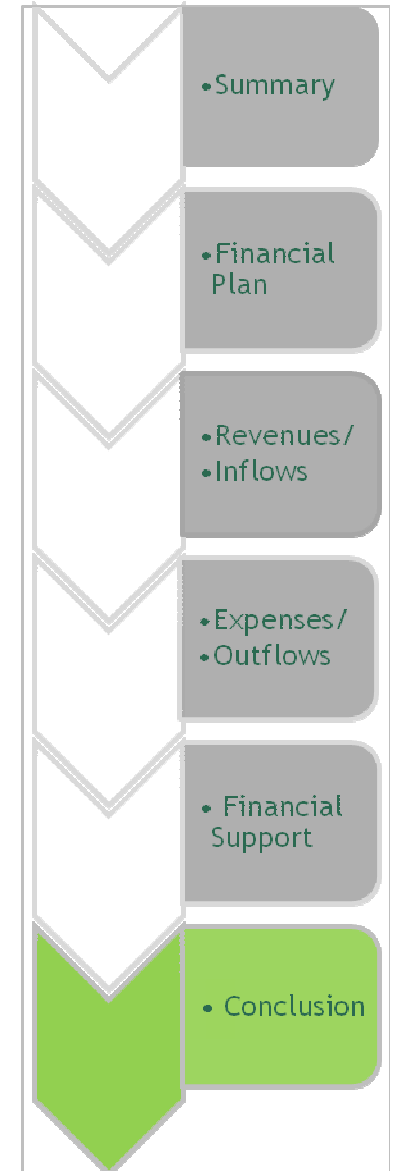 •Summary
•Financial
Plan
•Revenues/
•Inflows
•Expenses/
•Outflows
• Financial
Support
• Conclusion